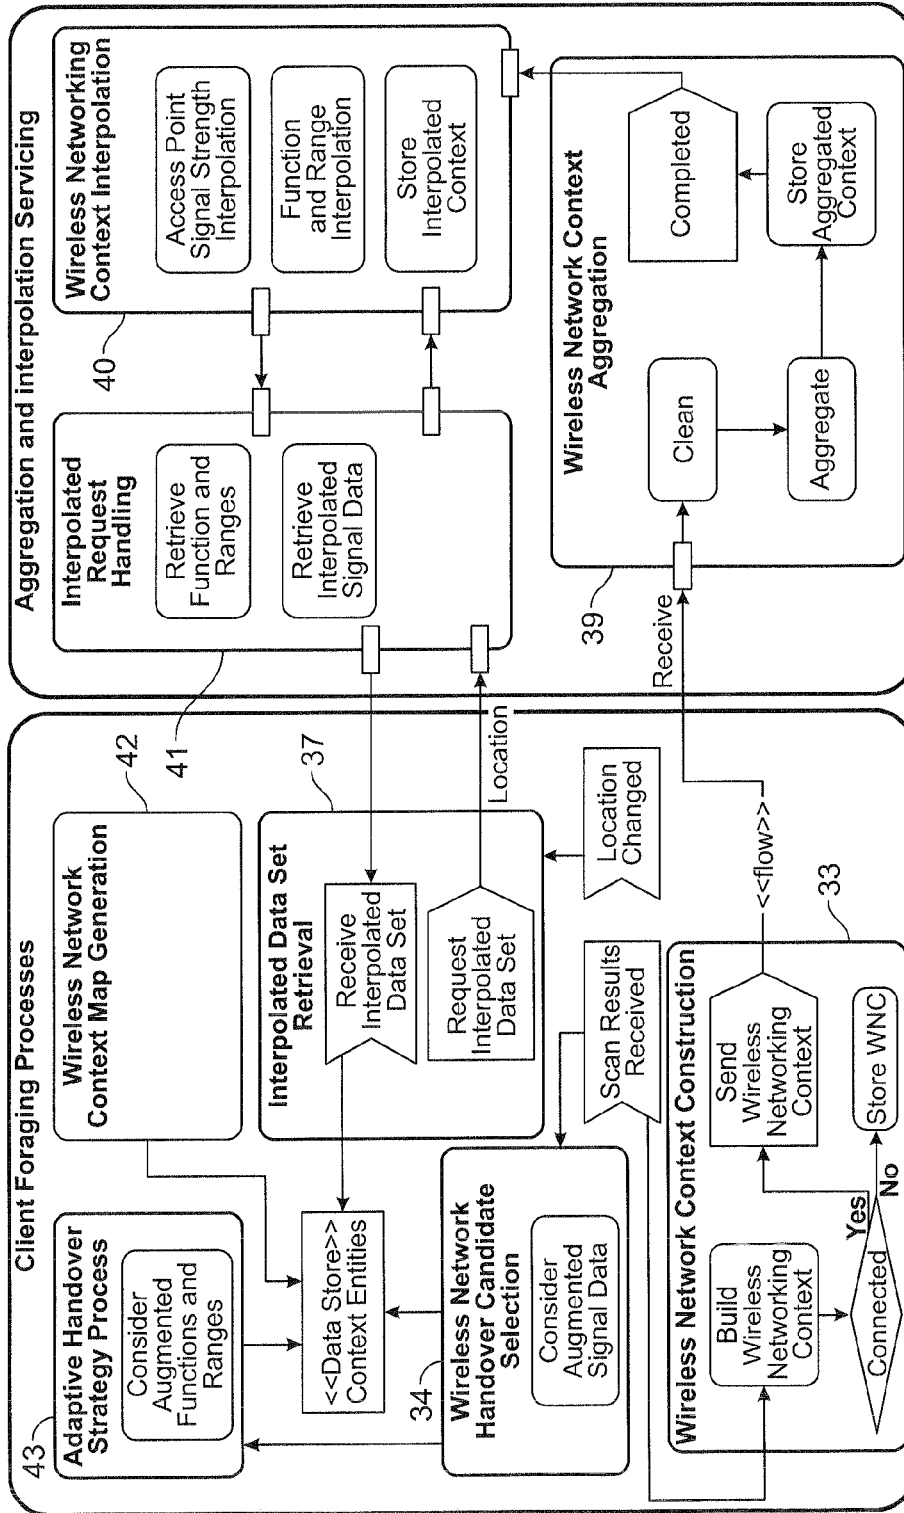 Client Foraging Processes
43
Adaptive Handover
Strategy Process
Consider
Augmented
Functions and
Ranges
Wireless Network
Context Map Generation
42
<<Data Store>>
Context Entities
Interpolated Data Set
Retrieval
37
Receive
Interpolated
Data Set
Request
Interpolated
Data Set
Location
34
Wireless Network
Handover Candidate
Selection
Consider
Augmented
Signal Data
Scan Results
Received
Location
Changed
Wireless Network Context Construction
33
Build
Wireless
Networking
Context
Connected
Yes
No
Send
Wireless
Networking
Context
Store WNC
<<flow>>
Receive
Aggregation and interpolation Servicing
41
Interpolated
Request
Handling
Retrieve
Function and
Ranges
Retrieve
Interpolated
Signal Data
40
Wireless Networking
Context Interpolation
Access Point
Signal Strength
Interpolation
Function
and Range
Interpolation
Store
Interpolated
Context
39
Wireless Network Context
Aggregation
Clean
Aggregate
Store
Aggregated
Context
Completed